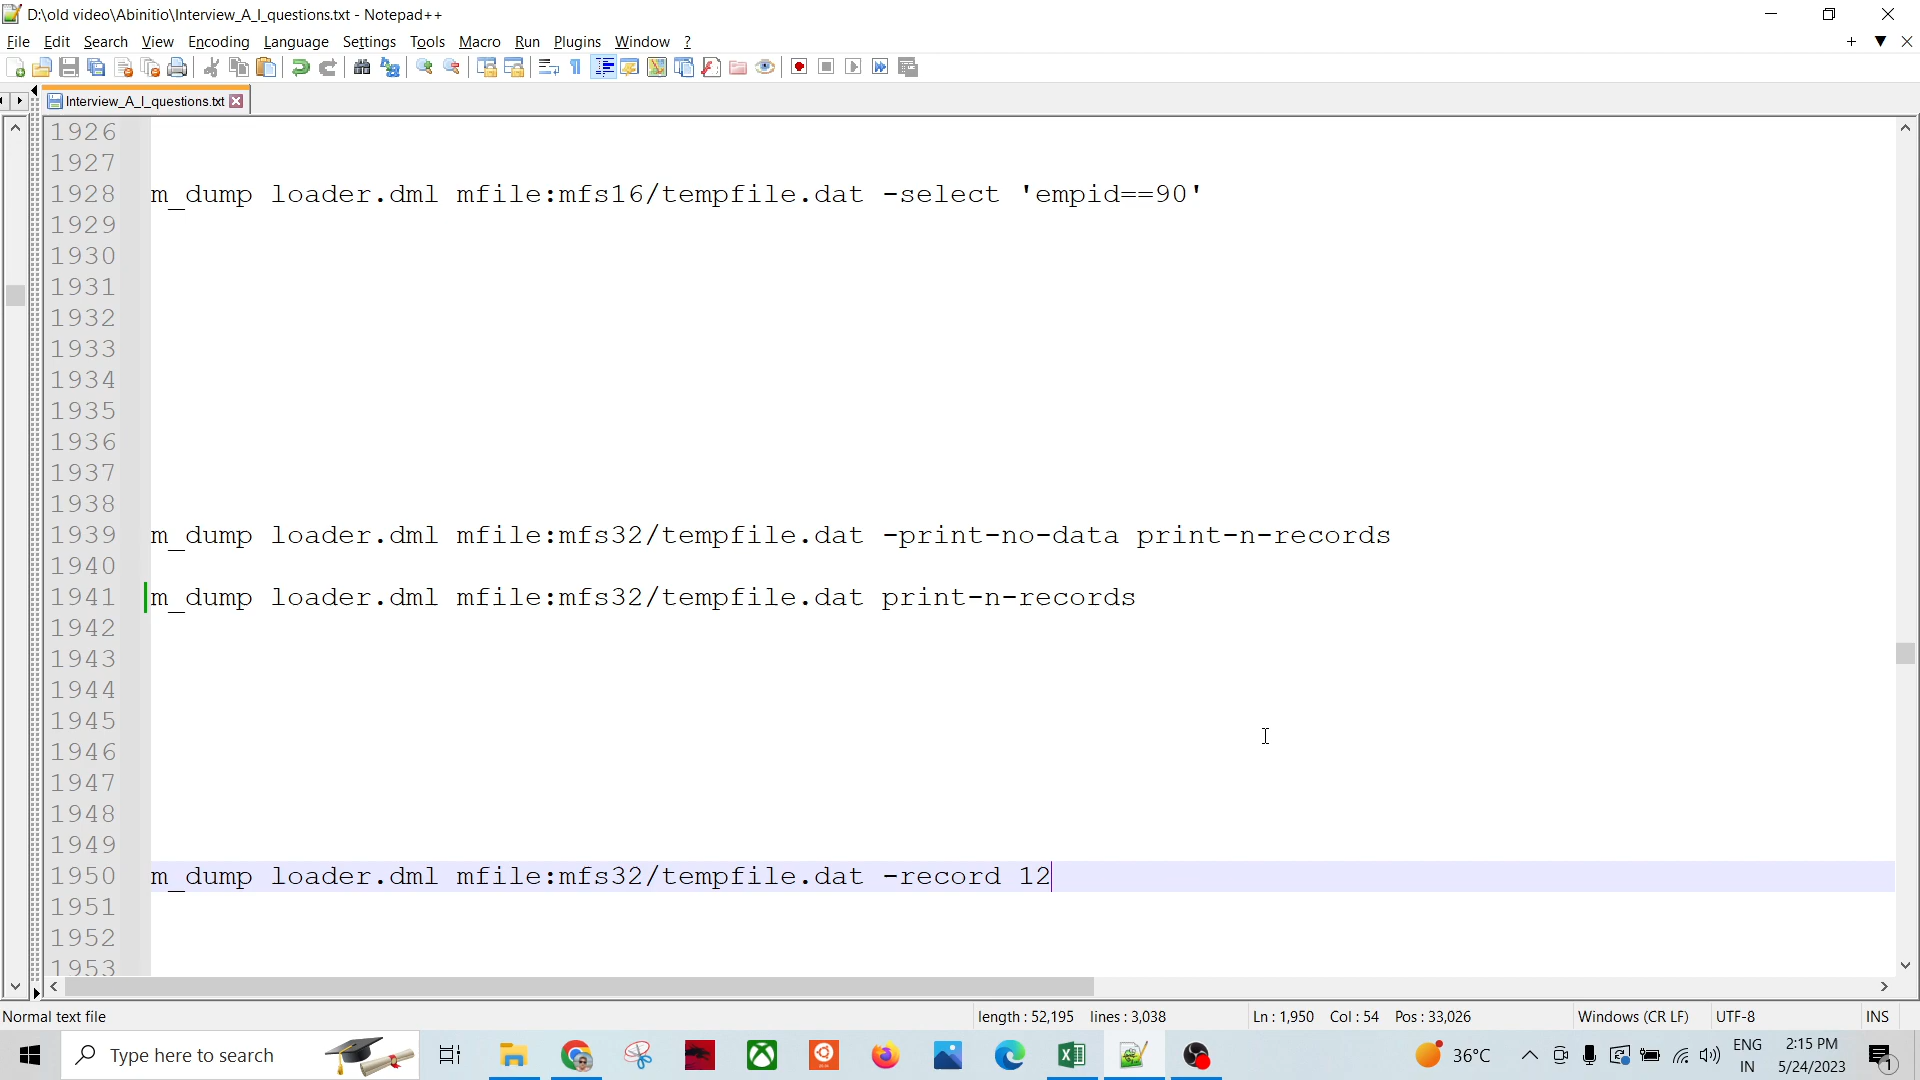 D:\old video\Abinitio\Interview_A_I_questions.txt - Notepad++
File Edit Search View Encoding Language Settings Tools Macro Run Plugins Window ?
Interview_A_I_questions.txt
1926
1927
1928 m_dump loader.dml mfile:mfs16/tempfile.dat -select 'empid==90'
1929
1930
1931
1932
1933
1934
1935
1936
1937
1938
1939 m_dump loader.dml mfile:mfs32/tempfile.dat -print-no-data print-n-records
1940
1941 m_dump loader.dml mfile:mfs32/tempfile.dat print-n-records
1942
1943
1944
1945
1946
1947
1948
1949
1950 m_dump loader.dml mfile:mfs32/tempfile.dat -record 12
1951
1952
1953
Normal text file length : 52,195 lines : 3,038 Ln : 1,950 Col : 54 Pos : 33,026 Windows (CR LF) UTF-8 INS
Type here to search 36°C ENG IN 2:15 PM 5/24/2023 1